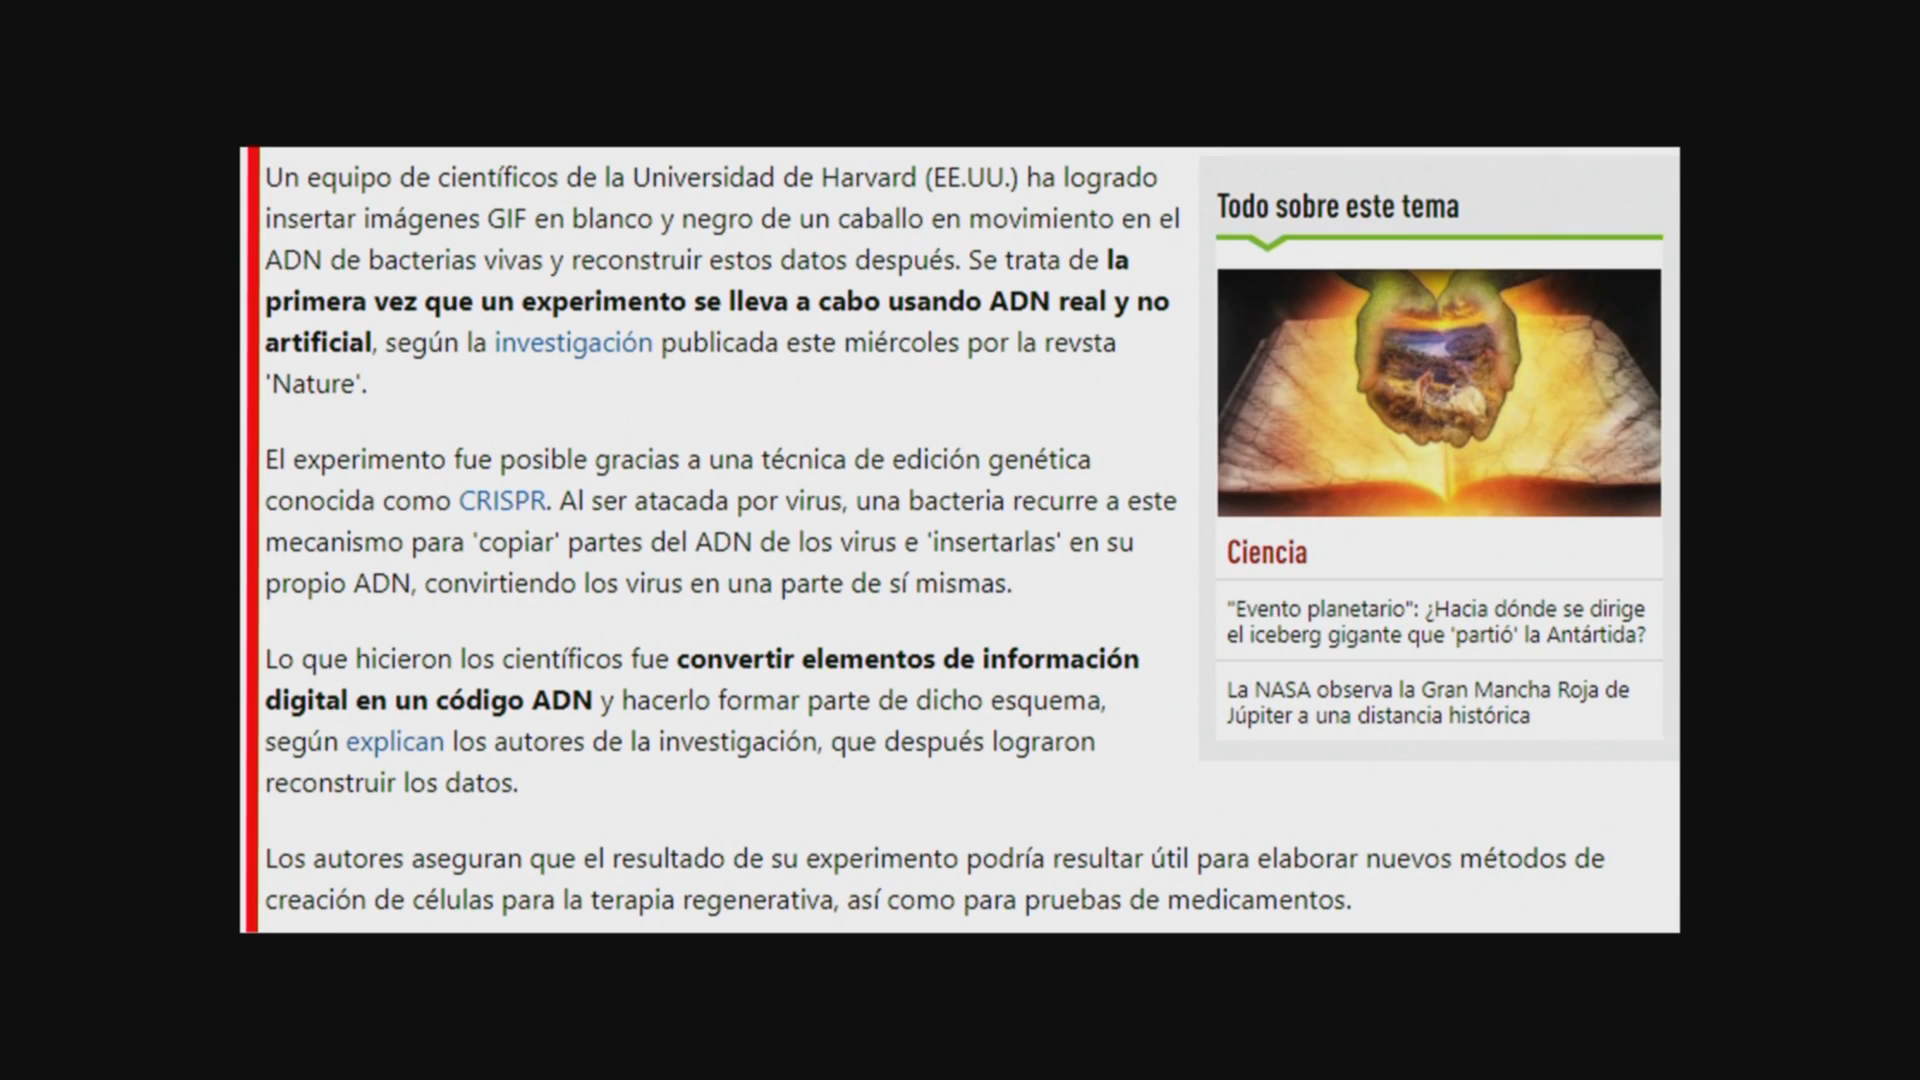 Un equipo de científicos de la Universidad de Harvard (EE.UU.) ha logrado
insertar imágenes GIF en blanco y negro de un caballo en movimiento en el
ADN de bacterias vivas y reconstruir estos datos después. Se trata de la
primera vez que un experimento se lleva a cabo usando ADN real y no
artificial, según la investigación publicada este miércoles por la revsta
'Nature'.
El experimento fue posible gracias a una técnica de edición genética
conocida como CRISPR. Al ser atacada por virus, una bacteria recurre a este
mecanismo para 'copiar' partes del ADN de los virus e 'insertarlas' en su
propio ADN, convirtiendo los virus en una parte de sí mismas.
Lo que hicieron los científicos fue convertir elementos de información
digital en un código ADN y hacerlo formar parte de dicho esquema,
según explican los autores de la investigación, que después lograron
reconstruir los datos.
Los autores aseguran que el resultado de su experimento podría resultar útil para elaborar nuevos métodos de
creación de células para la terapia regenerativa, así como para pruebas de medicamentos.
Todo sobre este tema
Ciencia
"Evento planetario": ¿Hacia dónde se dirige
el iceberg gigante que 'partió' la Antártida?
La NASA observa la Gran Mancha Roja de
Júpiter a una distancia histórica